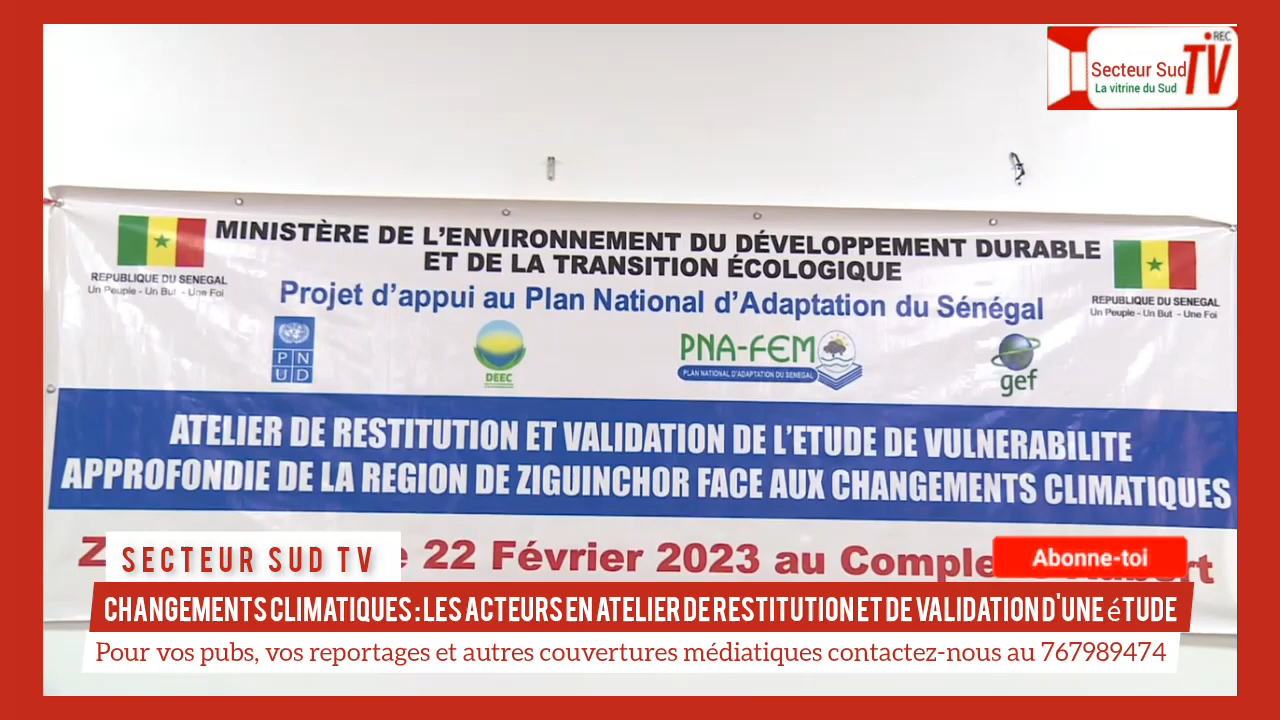 REC
Secteur Sud TV
La vitrine du Sud
MINISTÈRE DE L'ENVIRONNEMENT DU DÉVELOPPEMENT DURABLE
ET DE LA TRANSITION ÉCOLOGIQUE
REPUBLIQUE DU SENEGAL
Un Peuple - Un But - Une Foi
REPUBLIQUE DU SENEGAL
Un Peuple - Un But - Une Foi
Projet d'appui au Plan National d'Adaptation du Sénégal
PN
UD
DEEC
PNA-FEM
PLAN NATIONAL D'ADAPTATION DU SENEGAL
gef
ATELIER DE RESTITUTION ET VALIDATION DE L'ETUDE DE VULNERABILITE
APPROFONDIE DE LA REGION DE ZIGUINCHOR FACE AUX CHANGEMENTS CLIMATIQUES
22 Février 2023 au
Abonne-toi
SECTEUR SUD TV
CHANGEMENTS CLIMATIQUES : LES ACTEURS EN ATELIER DE RESTITUTION ET DE VALIDATION D'UNE éTUDE
Pour vos pubs, vos reportages et autres couvertures médiatiques contactez-nous au 767989474